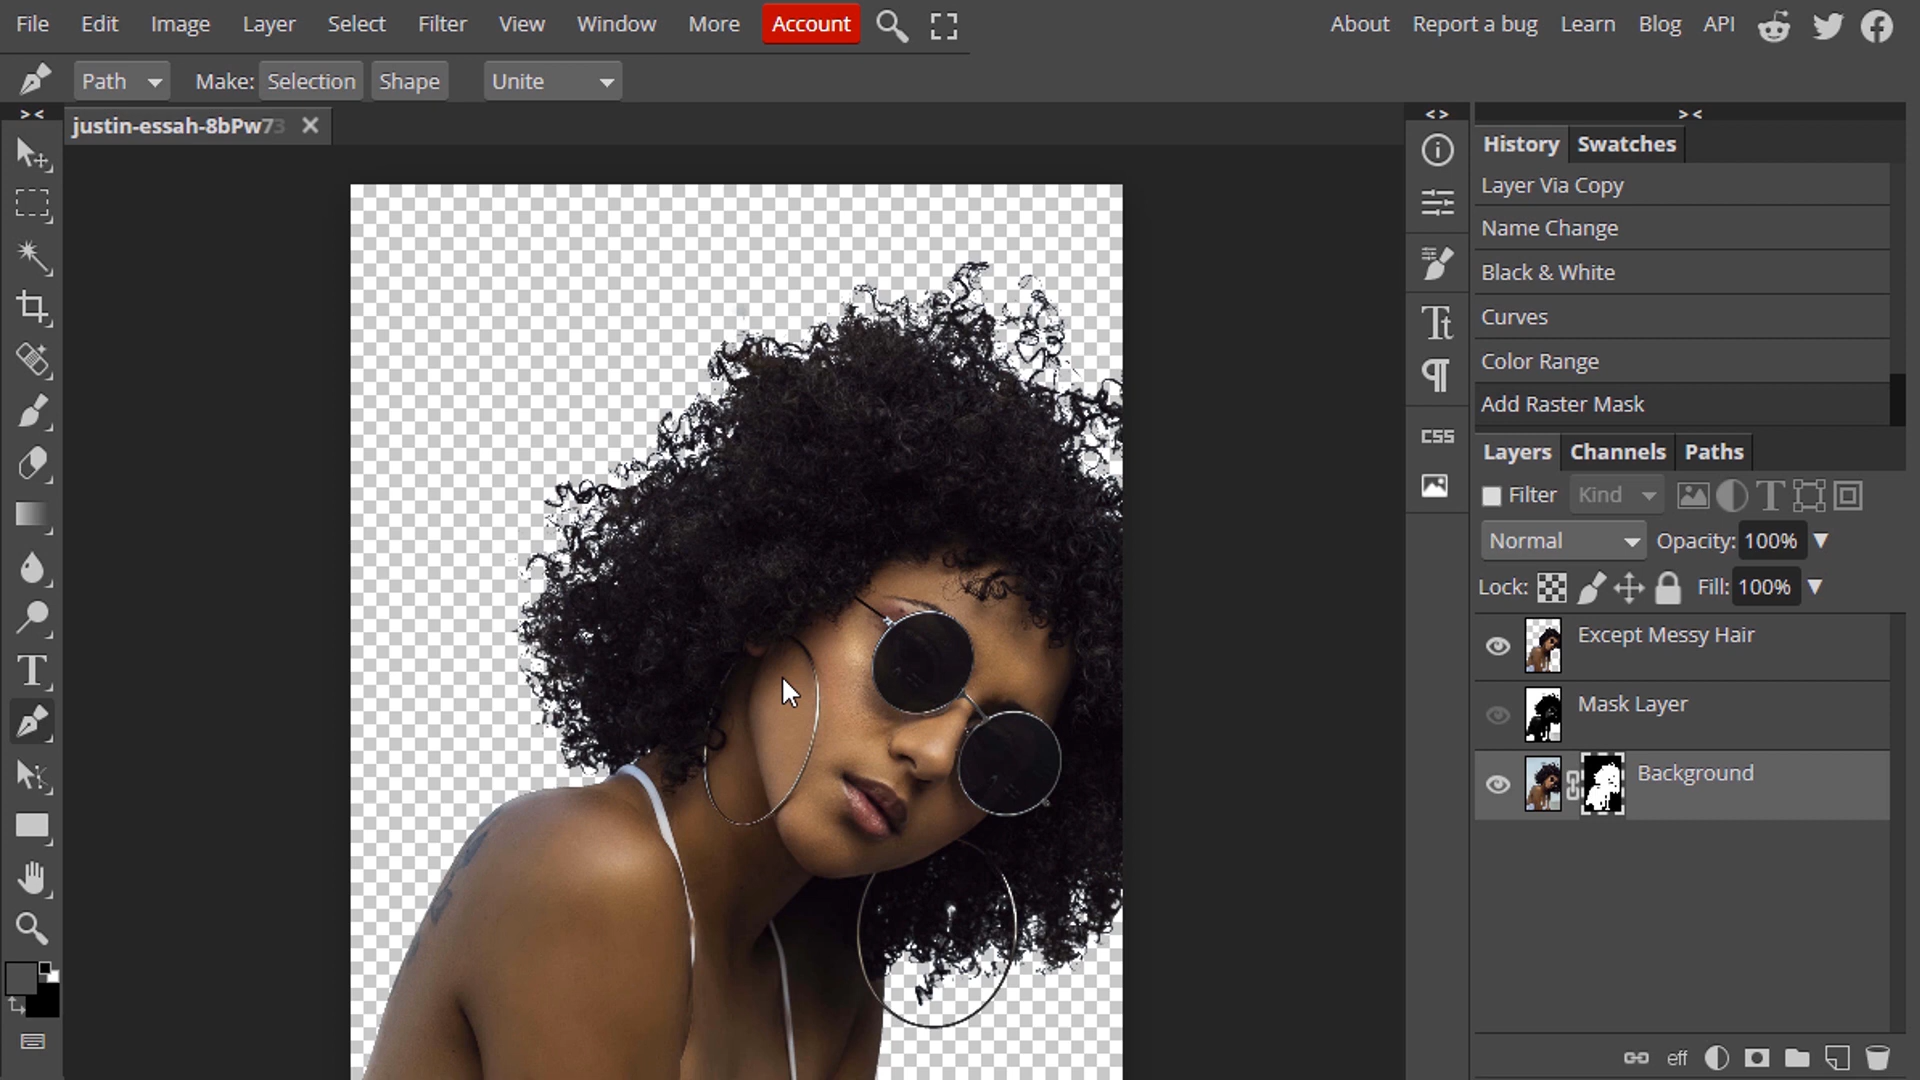 File Edit Image Layer Select Filter View Window More Account About Report a bug Learn Blog API
Path Make: Selection Shape Unite
> < justin-essah-8bPw73 < > > <
History Swatches
Layer Via Copy
Name Change
Black & White
Curves
Color Range
Add Raster Mask
CSS
Layers Channels Paths
Filter Kind
Normal Opacity: 100%
Lock: Fill: 100%
Except Messy Hair
Mask Layer
Background
eff